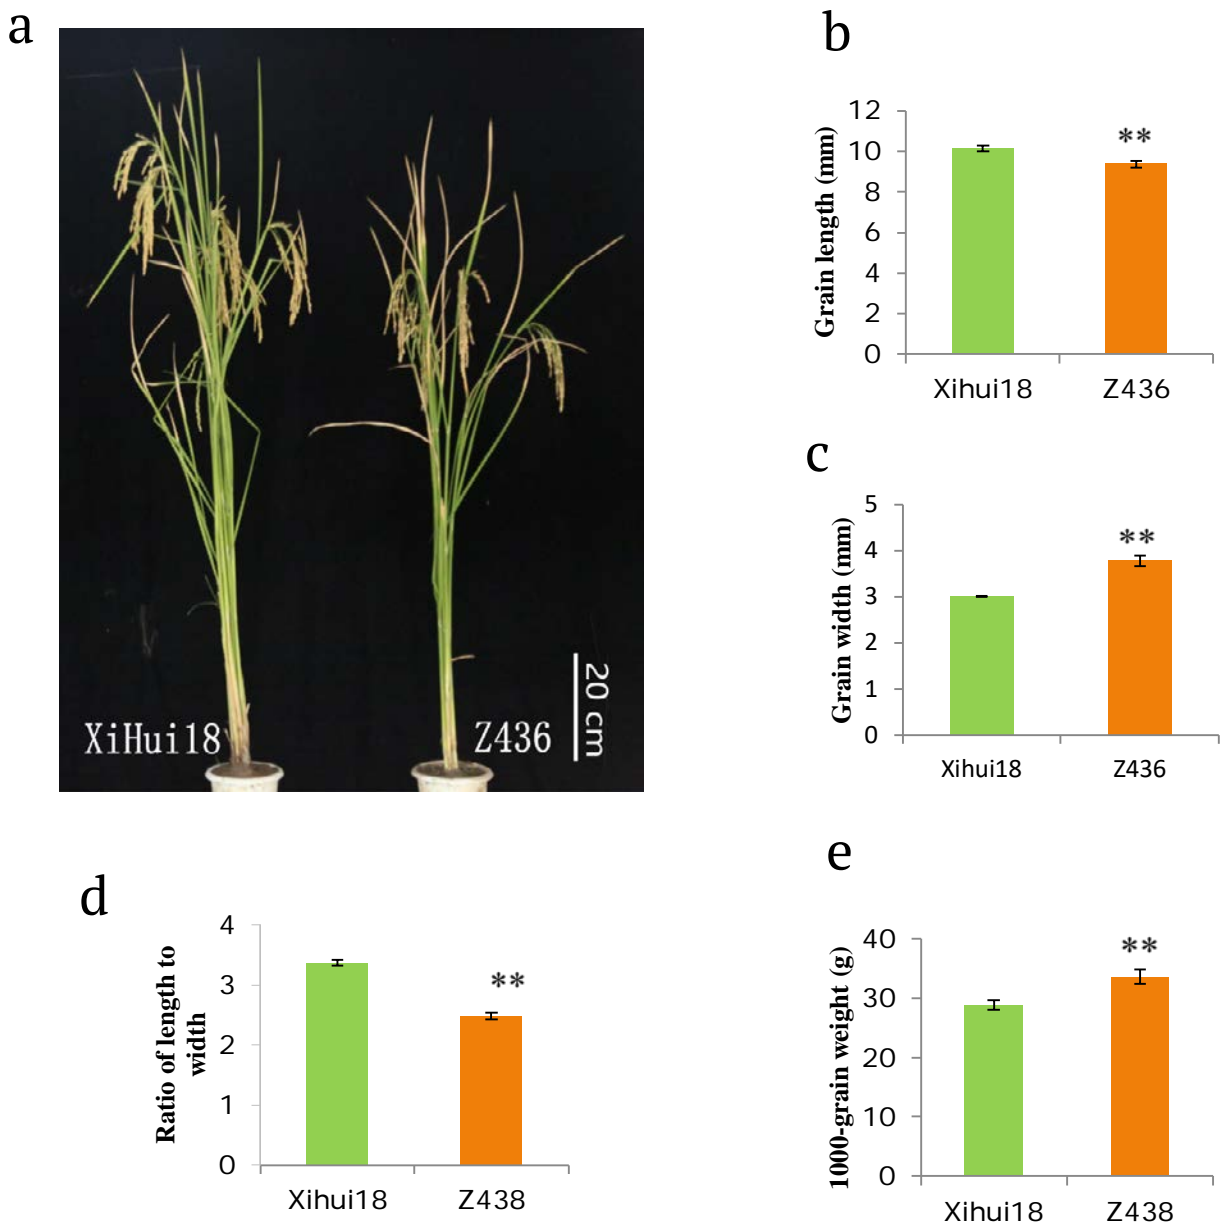 a
XiHui18
Z436
20 cm
b
Grain length (mm)
12
10
8
6
4
2
0
**
Xihui18
Z436
c
Grain width (mm)
5
4
3
2
1
0
**
Xihui18
Z436
d
Ratio of length to
width
4
3
2
1
0
**
Xihui18
Z438
e
1000-grain weight (g)
40
30
20
10
0
**
Xihui18
Z438